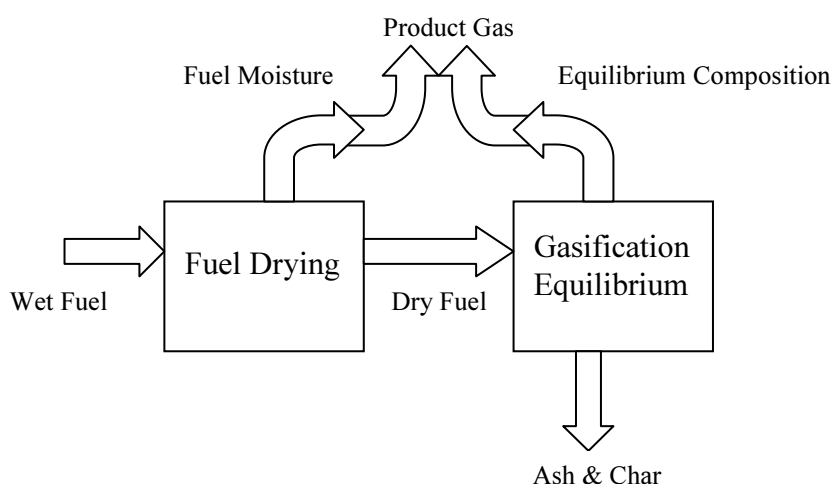 Product Gas
Fuel Moisture
Equilibrium Composition
Fuel Drying
Gasification
Equilibrium
Wet Fuel
Dry Fuel
Ash & Char